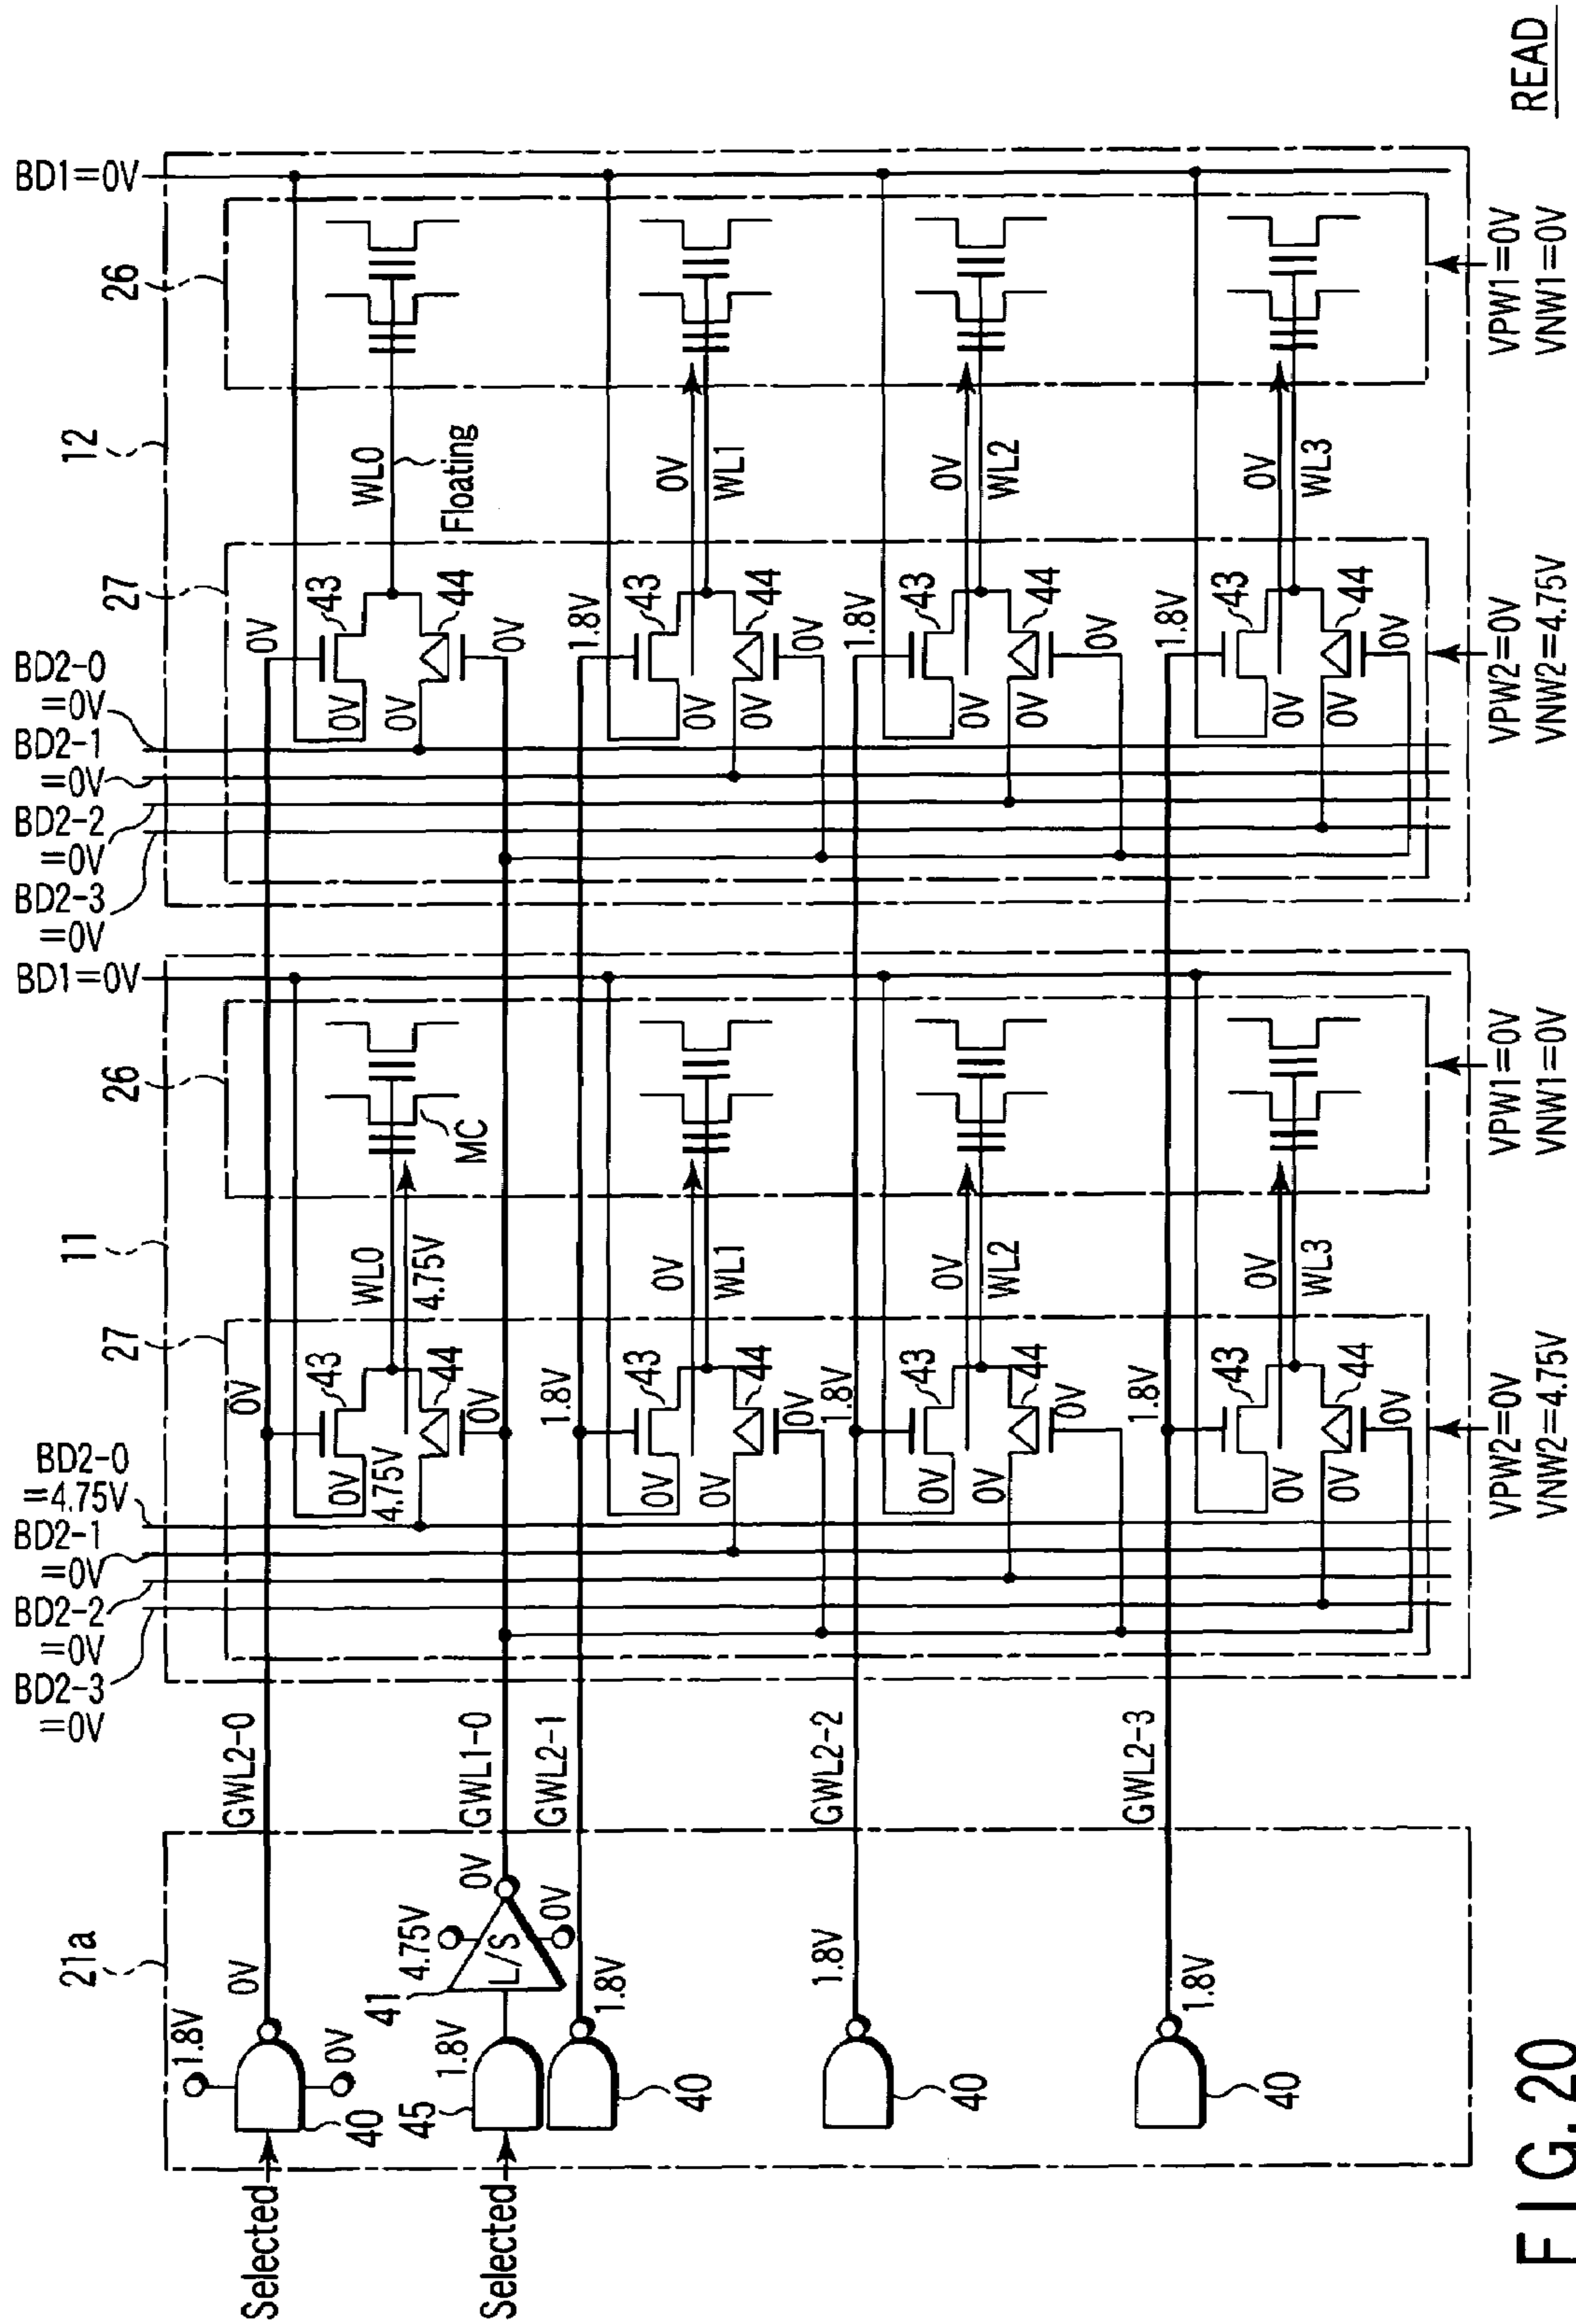 BD1=0V
READ
26
12
WL0
Floating
0V
WL1
0V
WL2
0V
WL3
VPW1=0V
VNW1=0V
27
0V
43
44
0V
0V
0V
1.8V
43
44
0V
0V
0V
1.8V
43
44
0V
0V
0V
1.8V
43
44
0V
0V
0V
VPW2=0V
VNW2=4.75V
BD2-0
=0V
BD2-1
=0V
BD2-2
=0V
BD2-3
=0V
BD1=0V
26
MC
11
WL0
4.75V
0V
WL1
0V
WL2
0V
WL3
VPW1=0V
VNW1=0V
27
0V
43
44
0V
0V
4.75V
1.8V
43
44
0V
0V
0V
1.8V
43
44
0V
0V
0V
1.8V
43
44
0V
0V
0V
VPW2=0V
VNW2=4.75V
BD2-0
=4.75V
BD2-1
=0V
BD2-2
=0V
BD2-3
=0V
GWL2-0
GWL1-0
GWL2-1
GWL2-2
GWL2-3
21a
1.8V
0V
0V
40
4.75V
0V
0V
L/S
41
1.8V
45
1.8V
40
1.8V
40
1.8V
40
Selected
Selected
FIG. 20